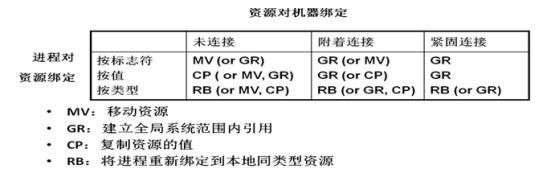 资源对机器绑定
未连接 附着连接 紧固连接
进程对 按标志符 MV (or GR) GR (or MV) GR
资源绑定 按值 CP ( or MV, GR) GR (or CP) GR
按类型 RB (or MV, CP) RB (or GR, CP) RB (or GR)
• MV: 移动资源
• GR: 建立全局系统范围内引用
• CP: 复制资源的值
• RB: 将进程重新绑定到本地同类型资源